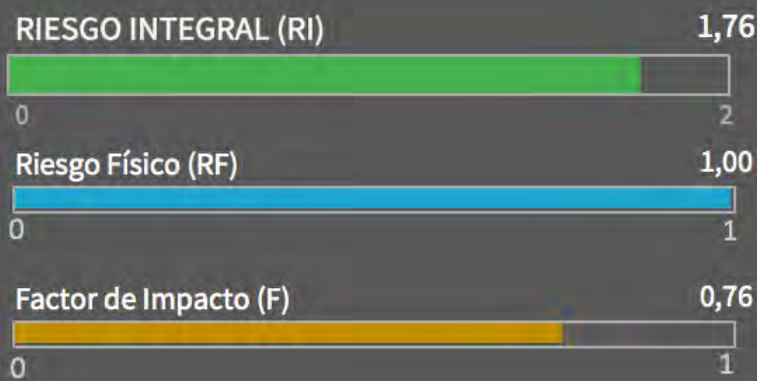 RIESGO INTEGRAL (RI) 1,76
0 2
Riesgo Físico (RF) 1,00
0 1
Factor de Impacto (F) 0,76
0 1